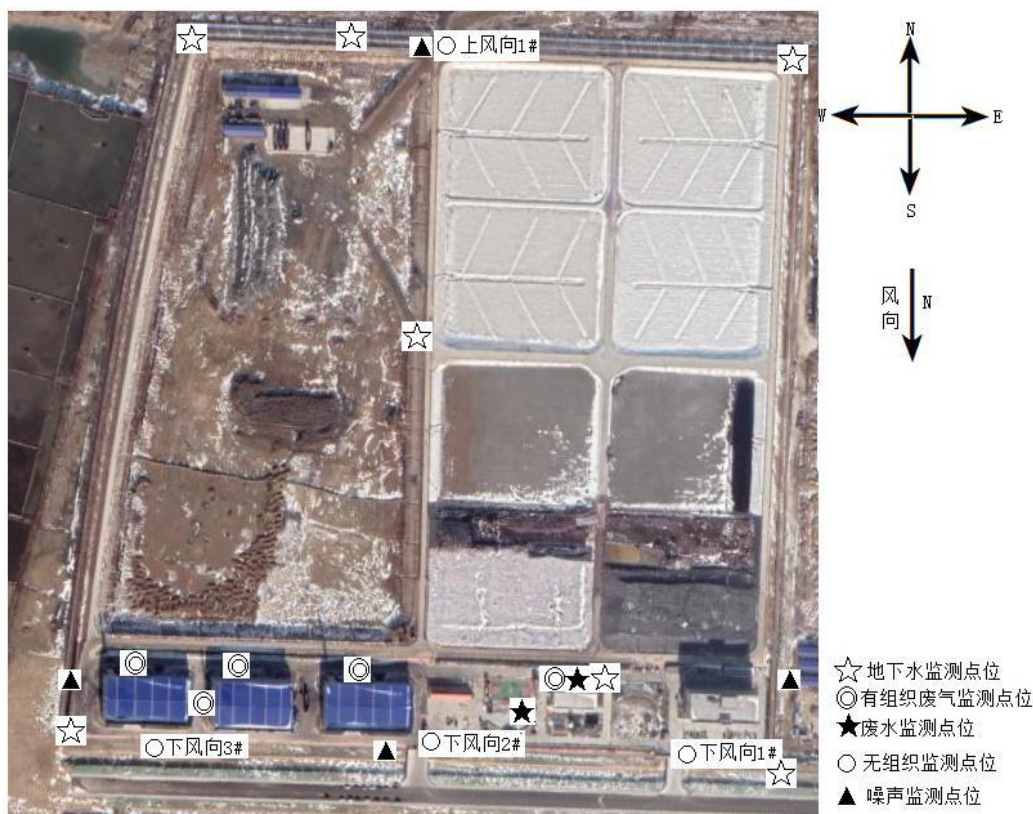 上风向1#
N
W
E
S
风向
N
地下水监测点位
有组织废气监测点位
废水监测点位
下风向3#
下风向2#
下风向1#
无组织监测点位
噪声监测点位